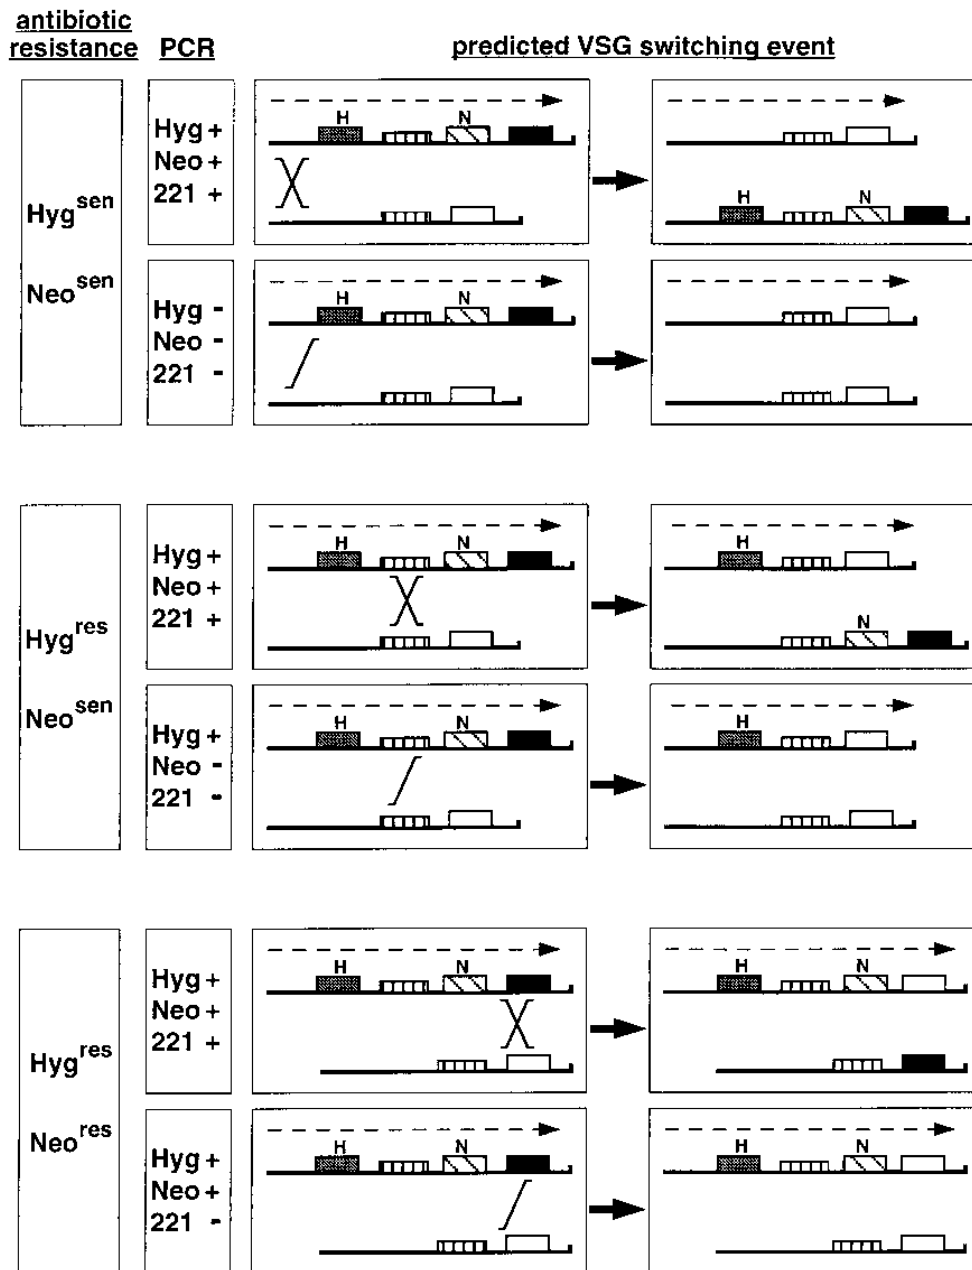 antibiotic resistance
PCR
predicted VSG switching event
Hyg^sen
Neo^sen
Hyg +
Neo +
221 +
H
N
H
N
Hyg -
Neo -
221 -
H
N
Hyg^res
Neo^sen
Hyg +
Neo +
221 +
H
N
H
N
Hyg +
Neo -
221 -
H
N
H
Hyg^res
Neo^res
Hyg +
Neo +
221 +
H
N
H
N
Hyg +
Neo +
221 -
H
N
H
N